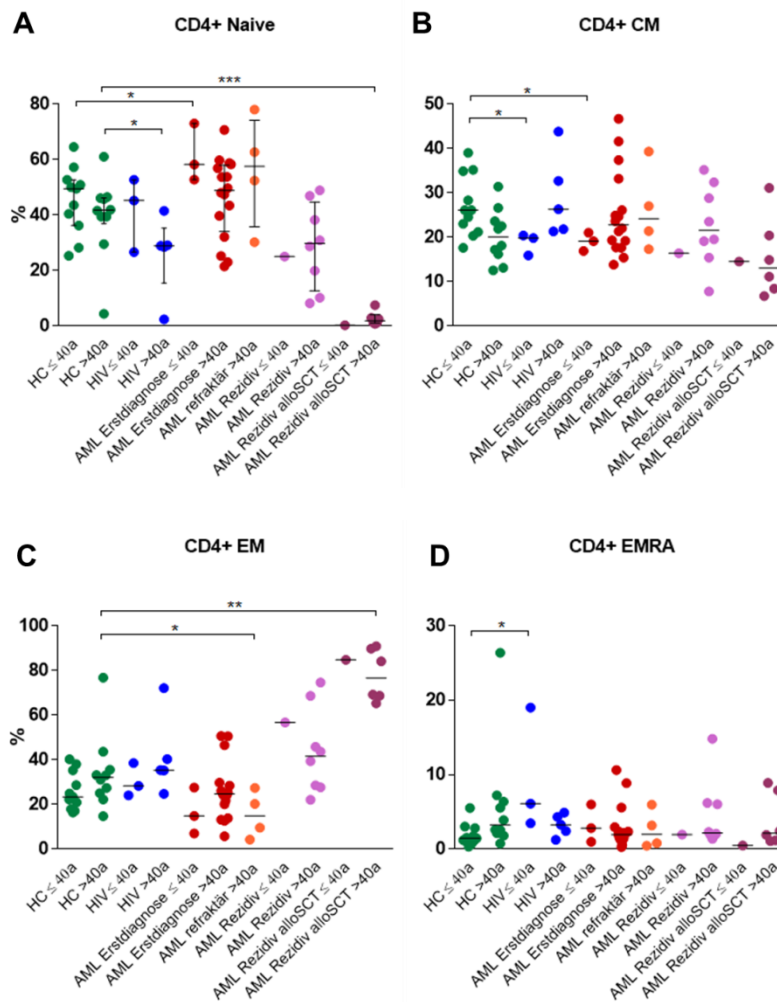 A
CD4+ Naive
***
*
*
80
60
40
20
0
%
HC ≤ 40a
HC >40a
HIV ≤ 40a
HIV >40a
AML Erstdiagnose ≤ 40a
AML Erstdiagnose >40a
AML refraktär >40a
AML Rezidiv ≤ 40a
AML Rezidiv >40a
AML Rezidiv alloSCT ≤ 40a
AML Rezidiv alloSCT >40a
B
CD4+ CM
*
*
50
40
30
20
10
0
HC ≤ 40a
HC >40a
HIV ≤ 40a
HIV >40a
AML Erstdiagnose ≤ 40a
AML Erstdiagnose >40a
AML refraktär >40a
AML Rezidiv ≤ 40a
AML Rezidiv >40a
AML Rezidiv alloSCT ≤ 40a
AML Rezidiv alloSCT >40a
C
CD4+ EM
**
*
100
80
60
40
20
0
%
HC ≤ 40a
HC >40a
HIV ≤ 40a
HIV >40a
AML Erstdiagnose ≤ 40a
AML Erstdiagnose >40a
AML refraktär >40a
AML Rezidiv ≤ 40a
AML Rezidiv >40a
AML Rezidiv alloSCT ≤ 40a
AML Rezidiv alloSCT >40a
D
CD4+ EMRA
*
30
20
10
0
HC ≤ 40a
HC >40a
HIV ≤ 40a
HIV >40a
AML Erstdiagnose ≤ 40a
AML Erstdiagnose >40a
AML refraktär >40a
AML Rezidiv ≤ 40a
AML Rezidiv >40a
AML Rezidiv alloSCT ≤ 40a
AML Rezidiv alloSCT >40a